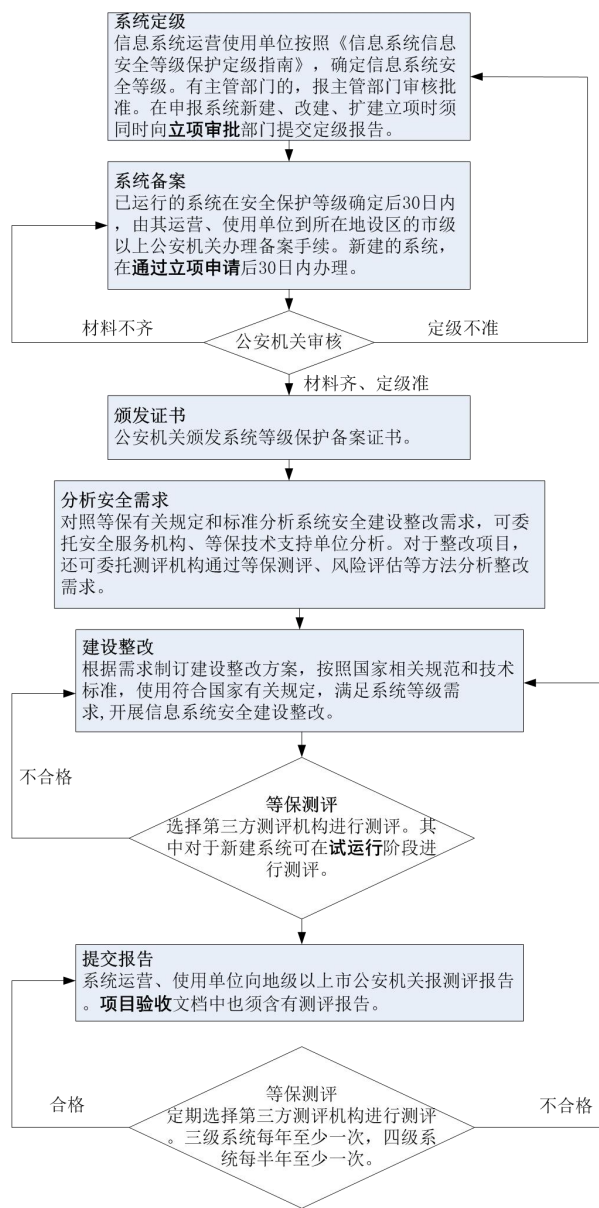 系统定级
信息系统运营使用单位按照《信息系统信息
安全等级保护定级指南》，确定信息系统安
全等级。有主管部门的，报主管部门审核批
准。在申报系统新建、改建、扩建立项时须
同时向立项审批部门提交定级报告。
系统备案
已运行的系统在安全保护等级确定后30日内
，由其运营、使用单位到所在地设区的市级
以上公安机关办理备案手续。新建的系统，
在通过立项申请后30日内办理。
材料不齐
公安机关审核
定级不准
材料齐、定级准
颁发证书
公安机关颁发系统等级保护备案证书。
分析安全需求
对照等保有关规定和标准分析系统安全建设整改需求，可委
托安全服务机构、等保技术支持单位分析。对于整改项目，
还可委托测评机构通过等保测评、风险评估等方法分析整改
需求。
建设整改
根据需求制订建设整改方案，按照国家相关规范和技术
标准，使用符合国家有关规定，满足系统等级需
求,开展信息系统安全建设整改。
不合格
等保测评
选择第三方测评机构进行测评。其
中对于新建系统可在试运行阶段进
行测评。
提交报告
系统运营、使用单位向地级以上市公安机关报测评报告
。项目验收文档中也须含有测评报告。
合格
等保测评
定期选择第三方测评机构进行测评
。三级系统每年至少一次，四级系
统每半年至少一次。
不合格